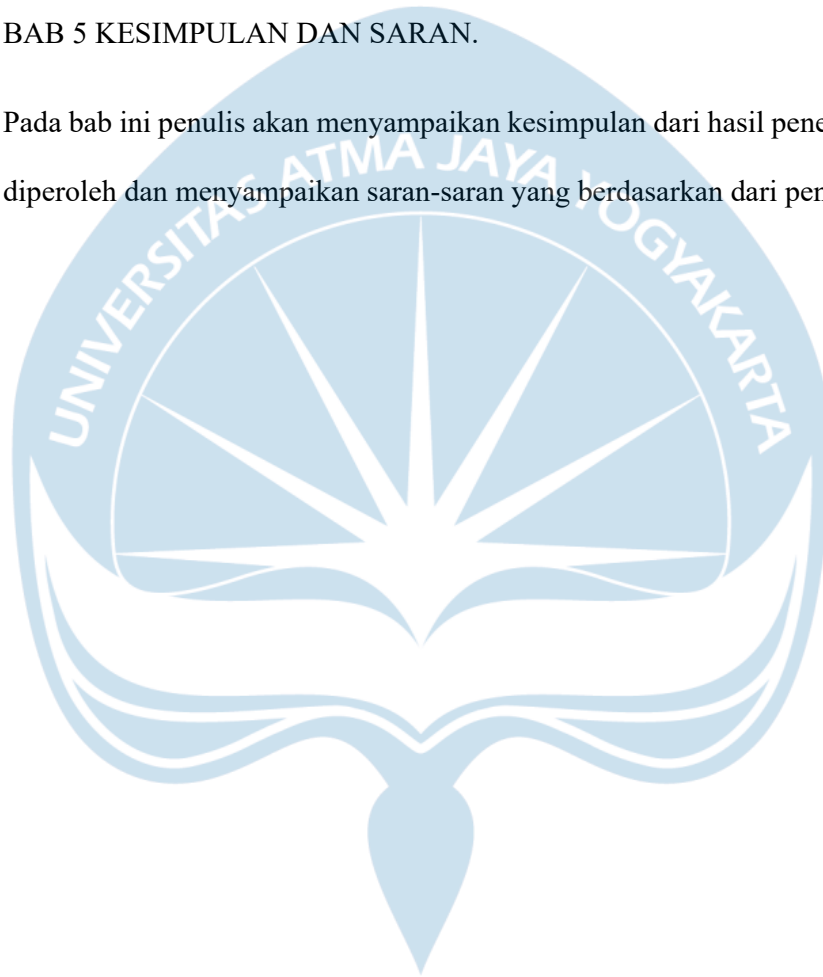 BAB 5 KESIMPULAN DAN SARAN.
Pada bab ini penulis akan menyampaikan kesimpulan dari hasil
diperoleh dan menyampaikan saran-saran yang berdasarkan dari
UNIVERSITAS ATMA JAYA YOGYAKARTA